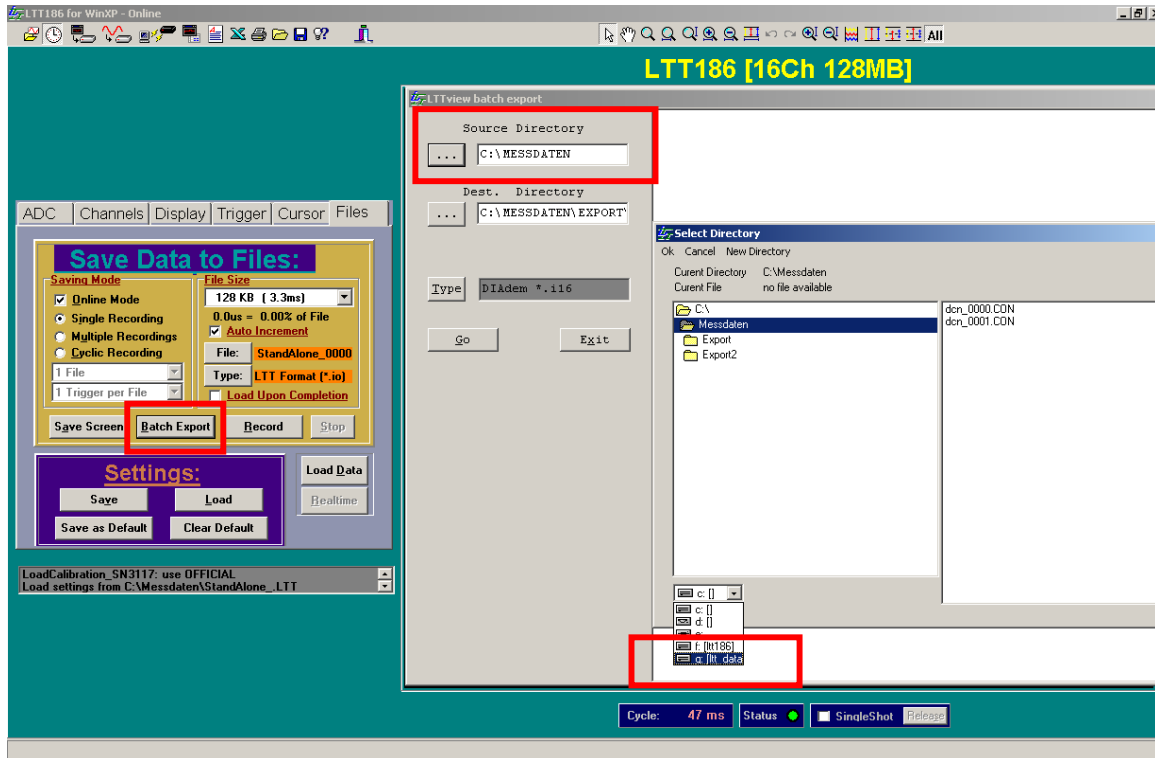 LTT186 for WinXP - Online
All
LTT186 [16Ch 128MB]
LTTview batch export
Source Directory
... C:\MESSDATEN
Dest. Directory
... C:\MESSDATEN\EXPORT\
Type DIAdem *.i16
Go Exit
ADC Channels Display Trigger Cursor Files
Save Data to Files:
Saving Mode
Online Mode
Single Recording
Multiple Recordings
Cyclic Recording
1 File
1 Trigger per File
File Size
128 KB ( 3.3ms)
0.0us = 0.00% of File
Auto Increment
File: StandAlone_0000
Type: LTT Format (*.io)
Load Upon Completion
Save Screen Batch Export Record Stop
Settings:
Save Load
Save as Default Clear Default
Load Data
Realtime
LoadCalibration_SN3117: use OFFICIAL
Load settings from C:\Messdaten\StandAlone_.LTT
Select Directory
Ok Cancel New Directory
Curent Directory C:\Messdaten
Curent File no file available
C:\
Messdaten
Export
Export2
dcn_0000.CON
dcn_0001.CON
c: []
c: []
d: []
f: [ltt186]
g: [ltt_data
Cycle: 47 ms Status SingleShot Release